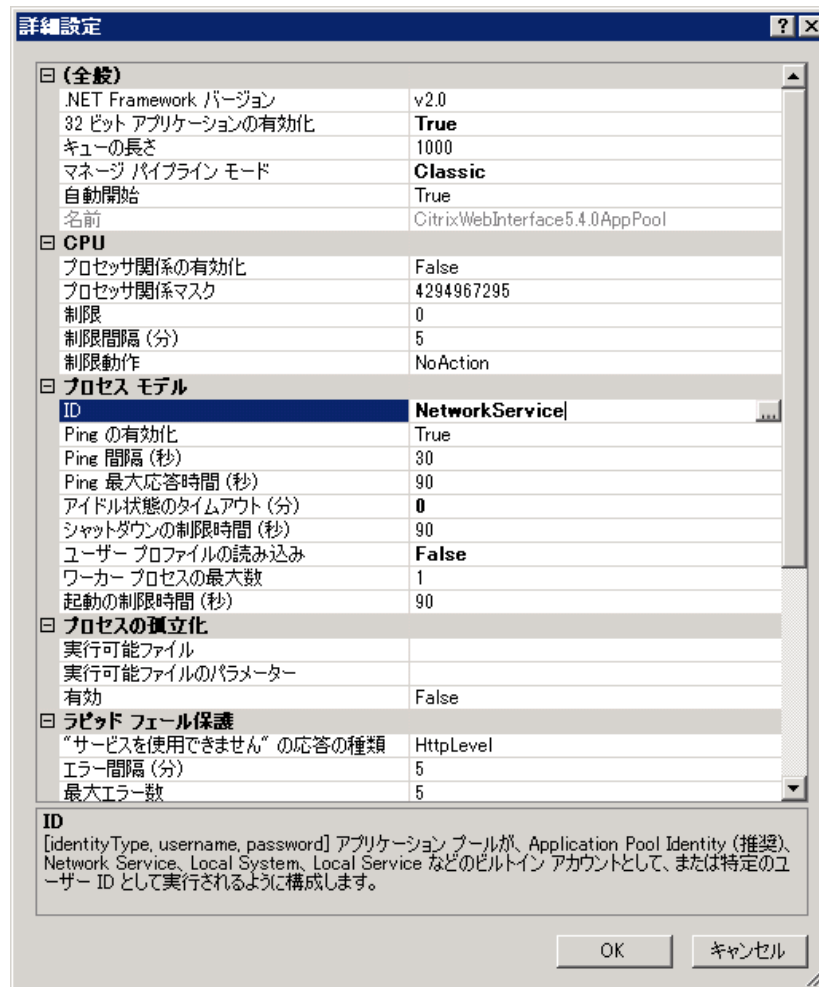 詳細設定
(全般)
.NET Framework バージョン v2.0
32 ビット アプリケーションの有効化 True
キューの長さ 1000
マネージ パイプライン モード Classic
自動開始 True
名前 CitrixWebInterface5.4.0AppPool
CPU
プロセッサ関係の有効化 False
プロセッサ関係マスク 4294967295
制限 0
制限間隔 (分) 5
制限動作 NoAction
プロセス モデル
ID NetworkService ...
Ping の有効化 True
Ping 間隔 (秒) 30
Ping 最大応答時間 (秒) 90
アイドル状態のタイムアウト (分) 0
シャットダウンの制限時間 (秒) 90
ユーザー プロファイルの読み込み False
ワーカー プロセスの最大数 1
起動の制限時間 (秒) 90
プロセスの孤立化
実行可能ファイル
実行可能ファイルのパラメーター
有効 False
ラピッド フェール保護
"サービスを使用できません" の応答の種類 HttpLevel
エラー間隔 (分) 5
最大エラー数 5
ID
[identityType, username, password] アプリケーション プールが、Application Pool Identity (推奨)、
Network Service、Local System、Local Service などのビルトイン アカウントとして、または特定のユ
ーザー ID として実行されるように構成します。
OK キャンセル